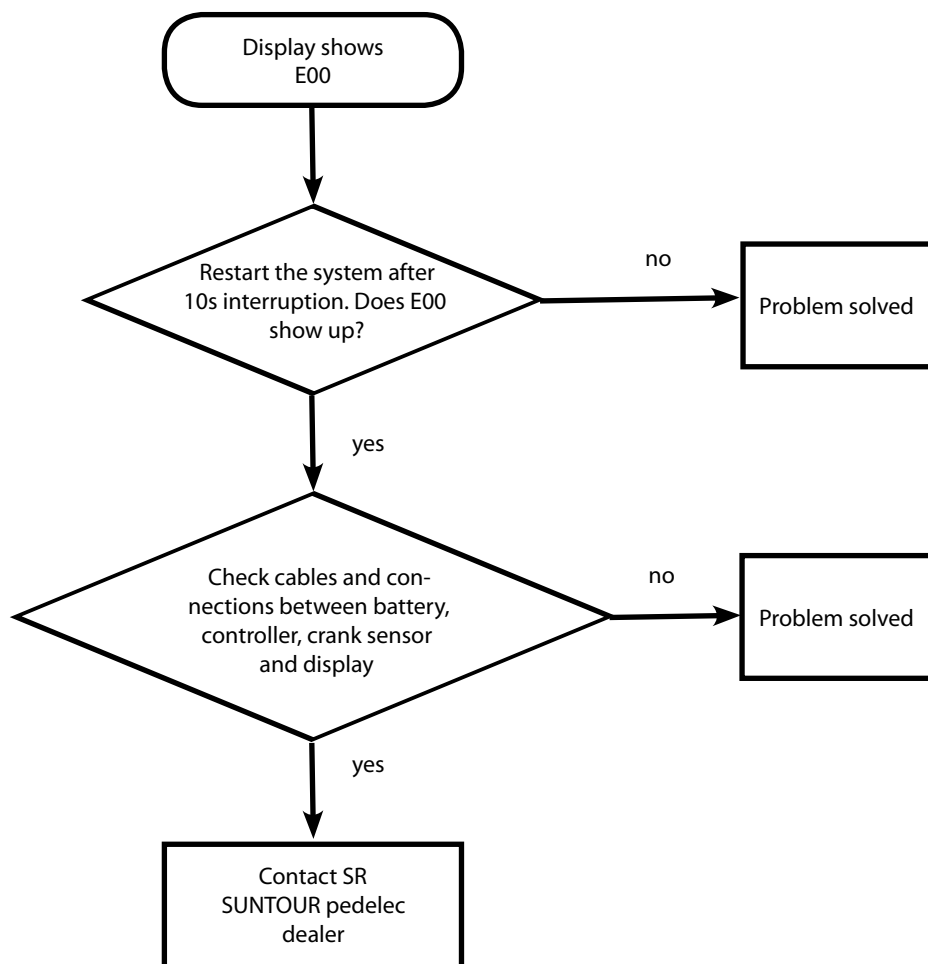 Display shows
E00
Restart the system after
10s interruption. Does E00
show up?
no
Problem solved
yes
Check cables and con-
nections between battery,
controller, crank sensor
and display
no
Problem solved
yes
Contact SR
SUNTOUR pedelec
dealer